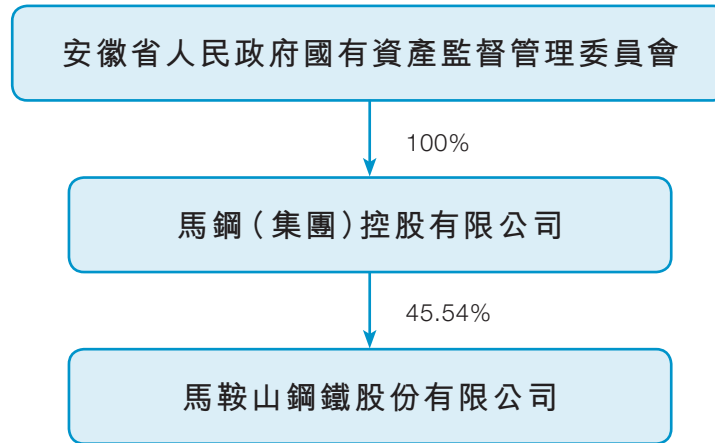 安徽省人民政府國有資產監督管理委員會
100%
馬鋼（集團）控股有限公司
45.54%
馬鞍山鋼鐵股份有限公司